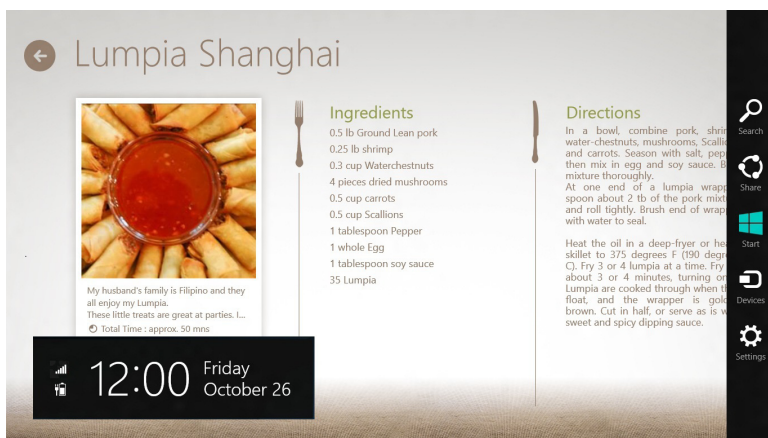 Lumpia Shanghai
My husband's family is Filipino and they
all enjoy my Lumpia.
These little treats are great at parties. I...
Total Time : approx. 50 mns
Ingredients
0.5 lb Ground Lean pork
0.25 lb shrimp
0.3 cup Waterchestnuts
4 pieces dried mushrooms
0.5 cup carrots
0.5 cup Scallions
1 tablespoon Pepper
1 whole Egg
1 tablespoon soy sauce
35 Lumpia
Directions
In a bowl, combine pork,
water-chestnuts, mushrooms,
and carrots. Season with salt,
then mix in egg and soy sauce.
mixture thoroughly.
At one end of a lumpia
spoon about 2 tb of the pork
and roll tightly. Brush end of
with water to seal.
Heat the oil in a deep-fryer or
skillet to 375 degrees F (190
C). Fry 3 or 4 lumpia at a time. Fry
about 3 or 4 minutes, turning
Lumpia are cooked through when
float, and the wrapper is
brown. Cut in half, or serve as is
sweet and spicy dipping sauce.
12:00
Friday
October 26
Search
Share
Start
Devices
Settings